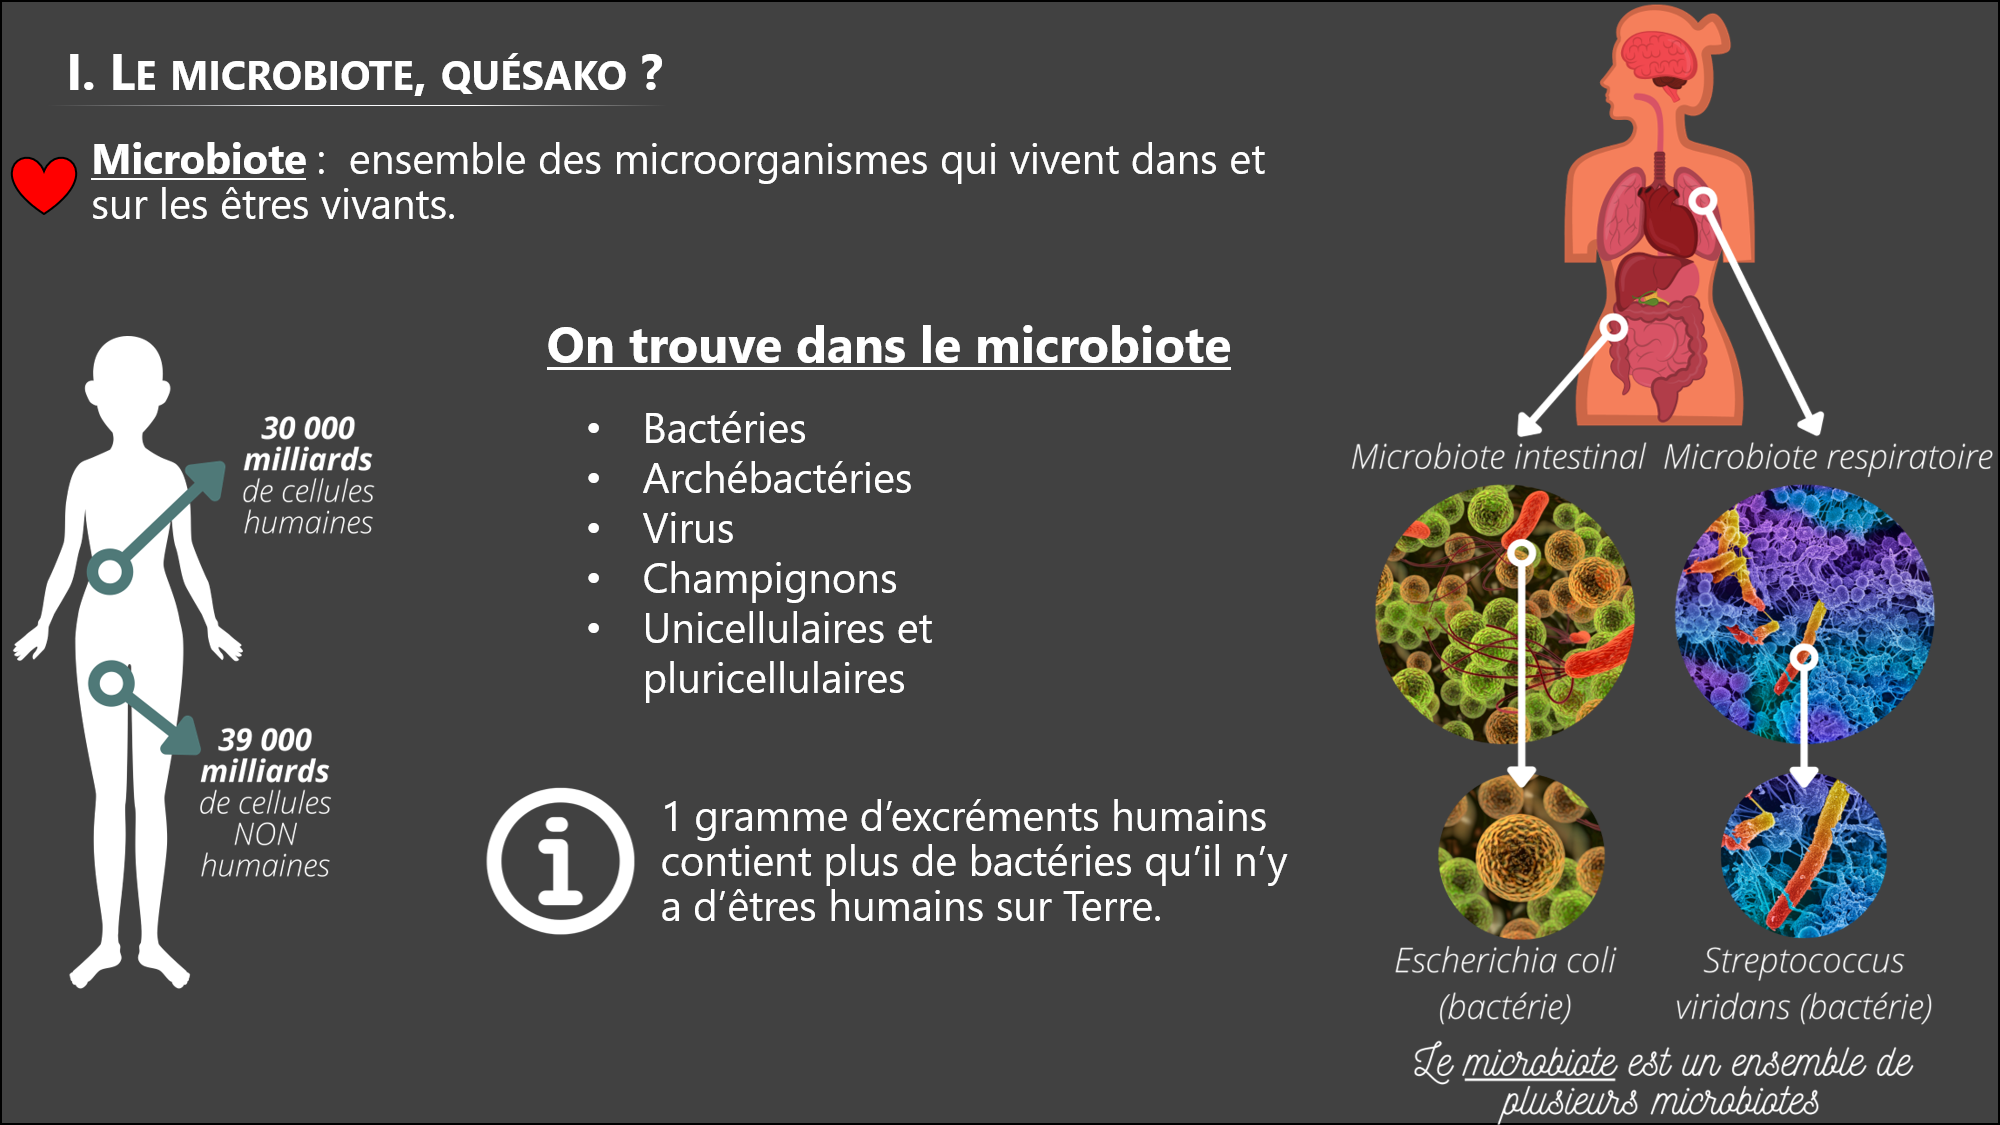 I. LE MICROBIOTE, QUÉSAKO ?
Microbiote : ensemble des microorganismes qui vivent dans et
sur les êtres vivants.
30 000
milliards
de cellules
humaines
39 000
milliards
de cellules
NON
humaines
On trouve dans le microbiote
• Bactéries
• Archébactéries
• Virus
• Champignons
• Unicellulaires et
pluricellulaires
1 gramme d’excréments humains
contient plus de bactéries qu’il n’y
a d’êtres humains sur Terre.
Microbiote intestinal
Microbiote respiratoire
Escherichia coli
(bactérie)
Streptococcus
viridans (bactérie)
Le microbiote est un ensemble de
plusieurs microbiotes